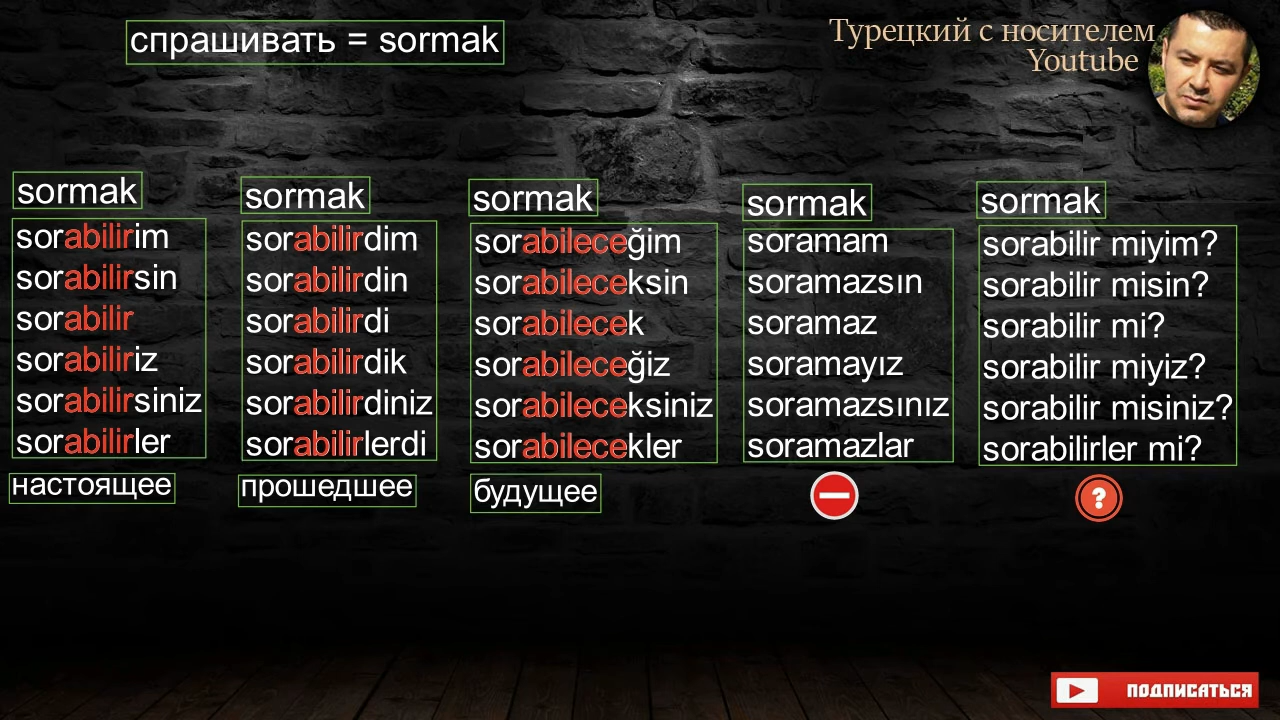 спрашивать = sormak
Турецкий с носителем
Youtube
sormak
sorabilirim
sorabilirsin
sorabilir
sorabiliriz
sorabilirsiniz
sorabilirler
настоящее
sormak
sorabilirdim
sorabilirdin
sorabilirdi
sorabilirdik
sorabilirdiniz
sorabilirlerdi
прошедшее
sormak
sorabileceğim
sorabileceksin
sorabilecek
sorabileceğiz
sorabileceksiniz
sorabilecekler
будущее
sormak
soramam
soramazsın
soramaz
soramayız
soramazsınız
soramazlar
sormak
sorabilir miyim?
sorabilir misin?
sorabilir mi?
sorabilir miyiz?
sorabilir misiniz?
sorabilirler mi?
?
ПОДПИСАТЬСЯ